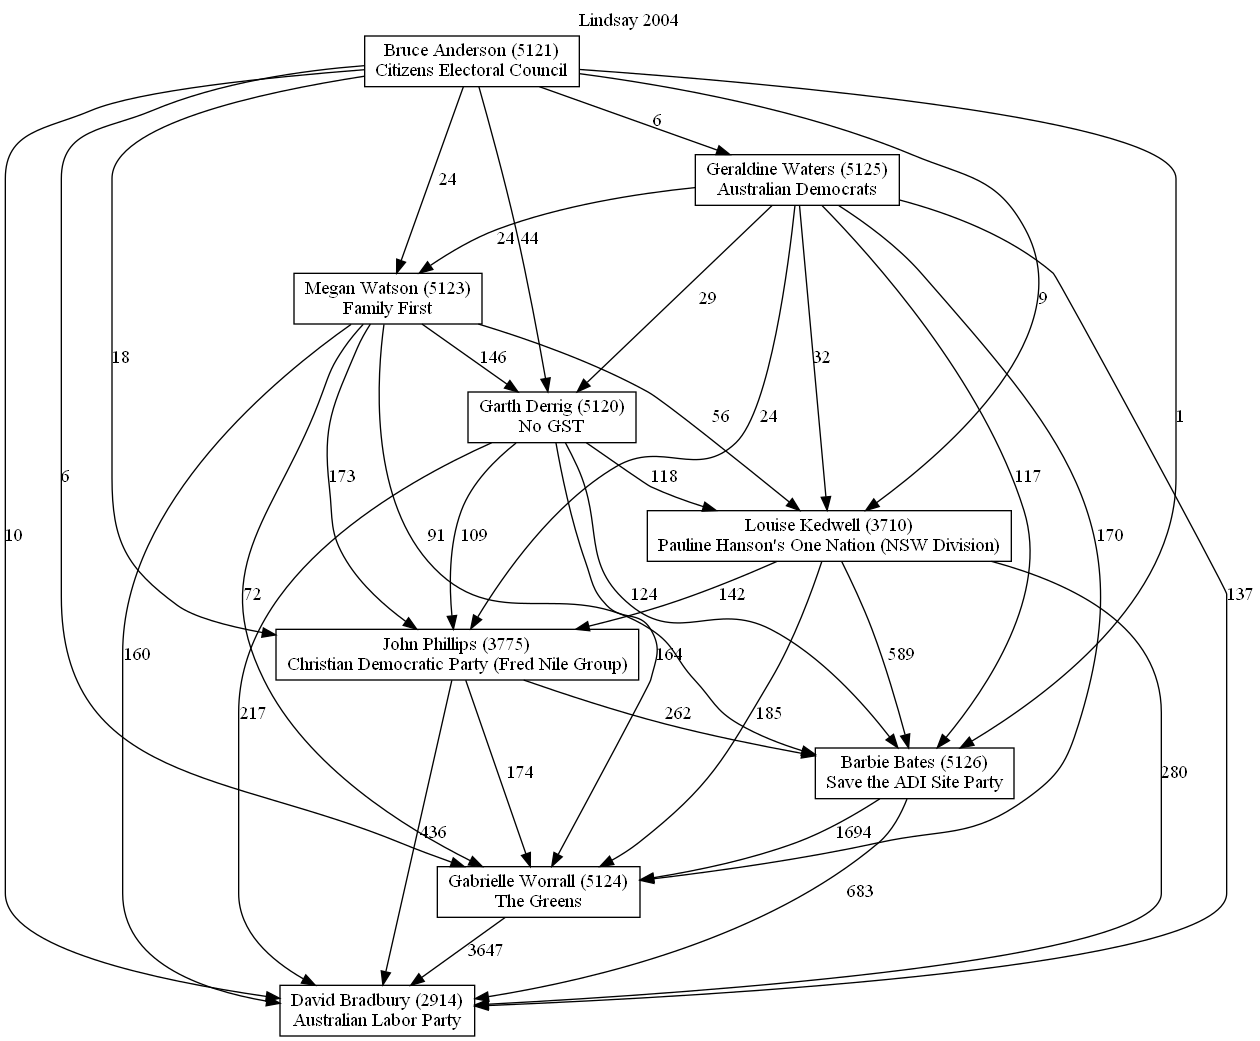 Lindsay 2004
Bruce Anderson (5121)
Citizens Electoral Council
6
Geraldine Waters (5125)
Australian Democrats
24
24
44
Megan Watson (5123)
Family First
29
9
18
146
32
1
Garth Derrig (5120)
No GST
56
24
6
173
118
117
Louise Kedwell (3710)
Pauline Hanson's One Nation (NSW Division)
10
91
109
170
72
124
142
137
John Phillips (3775)
Christian Democratic Party (Fred Nile Group)
160
164
589
217
262
185
Barbie Bates (5126)
Save the ADI Site Party
174
280
436
1694
Gabrielle Worrall (5124)
The Greens
683
3647
David Bradbury (2914)
Australian Labor Party